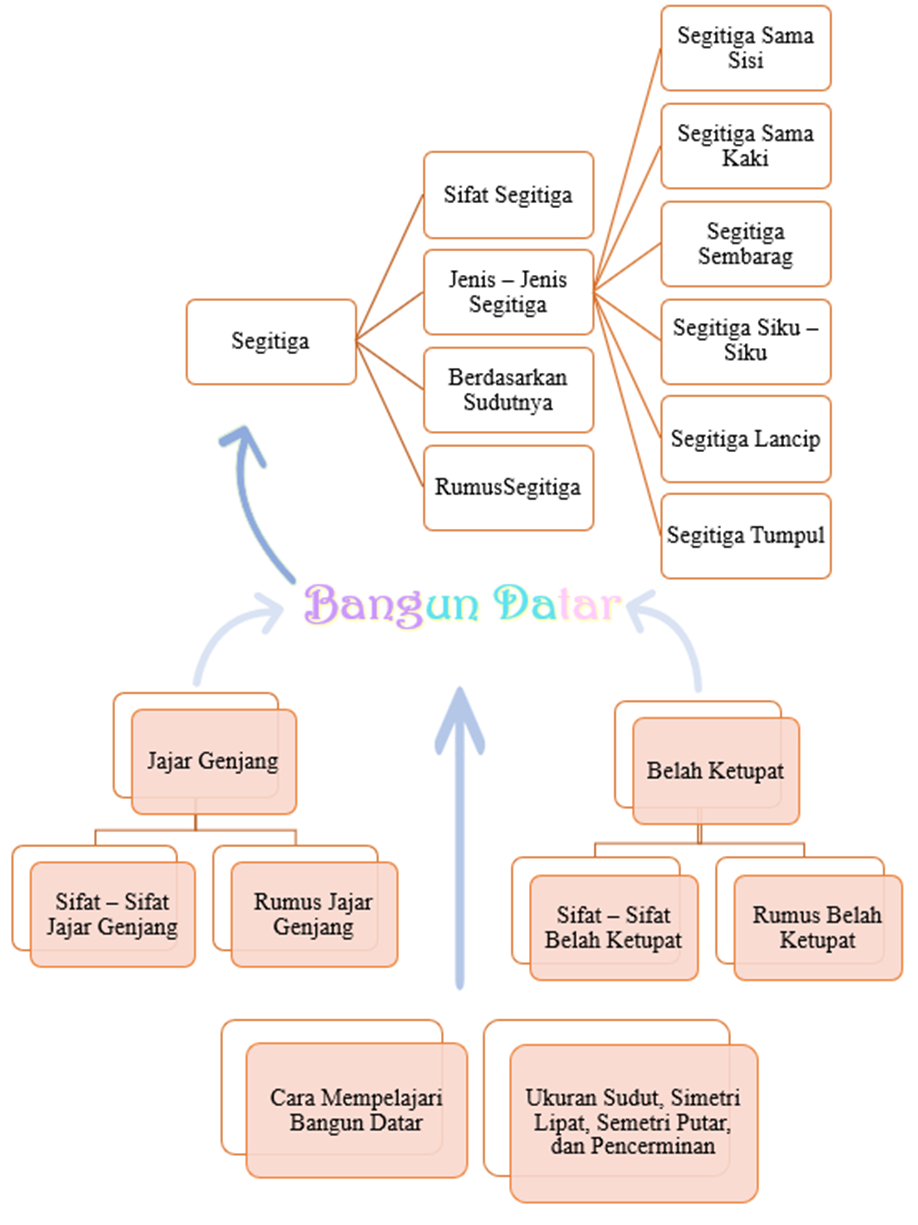 Segitiga Sama
Sisi
Segitiga Sama
Kaki
Segitiga
Sembarag
Segitiga Siku –
Siku
Segitiga Lancip
Segitiga Tumpul
Sifat Segitiga
Jenis – Jenis
Segitiga
Berdasarkan
Sudutnya
RumusSegitiga
Segitiga
Bangun Datar
Jajar Genjang
Sifat – Sifat
Jajar Genjang
Rumus Jajar
Genjang
Belah Ketupat
Sifat – Sifat
Belah Ketupat
Rumus Belah
Ketupat
Cara Mempelajari
Bangun Datar
Ukuran Sudut, Simetri
Lipat, Semetri Putar,
dan Pencerminan